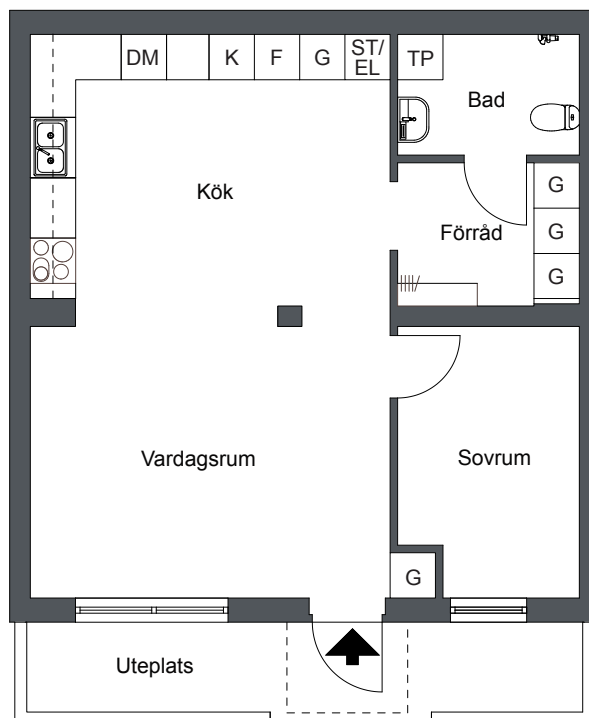 DM
K
F
G
ST/
EL
TP
Bad
Kök
Förråd
G
G
G
Vardagsrum
Sovrum
G
Uteplats